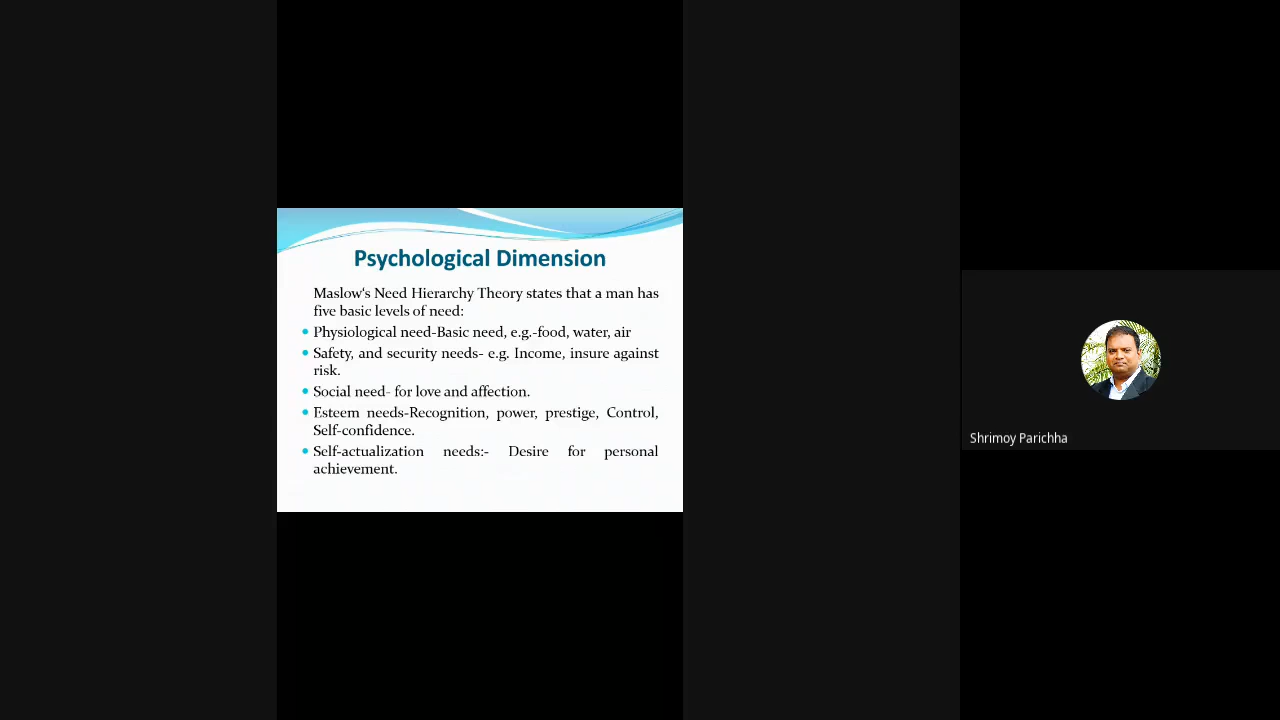 Psychological Dimension
Maslow's Need Hierarchy Theory states that a man has
five basic levels of need:
• Physiological need-Basic need, e.g.-food, water, air
• Safety, and security needs- e.g. Income, insure against
risk.
• Social need- for love and affection.
• Esteem needs-Recognition, power, prestige, Control,
Self-confidence.
• Self-actualization needs:- Desire for personal
achievement.
Shrimoy Parichha